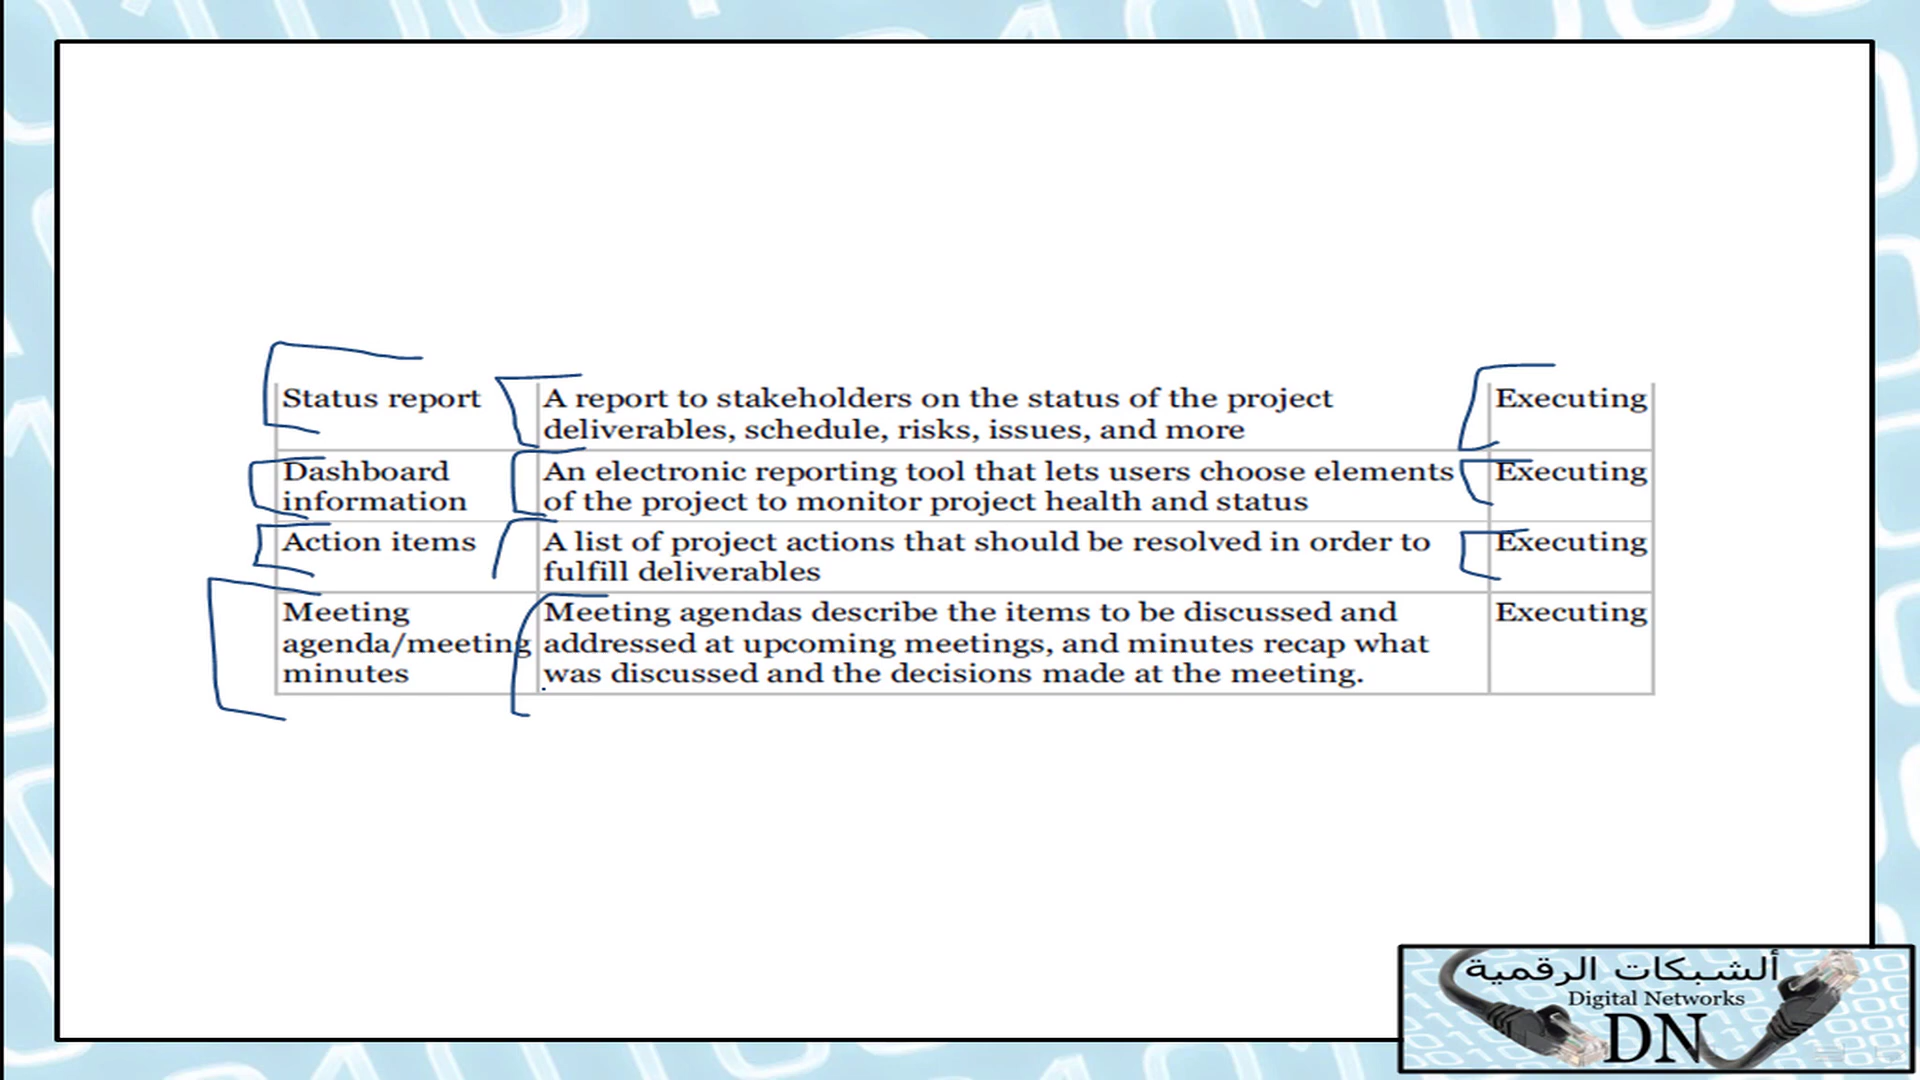 Status report
A report to stakeholders on the status of the project
deliverables, schedule, risks, issues, and more
Executing
Dashboard
information
An electronic reporting tool that lets users choose elements
of the project to monitor project health and status
Executing
Action items
A list of project actions that should be resolved in order to
fulfill deliverables
Executing
Meeting
agenda/meeting
minutes
Meeting agendas describe the items to be discussed and
addressed at upcoming meetings, and minutes recap what
was discussed and the decisions made at the meeting.
Executing
ألشبكات الرقمية
Digital Networks
DN